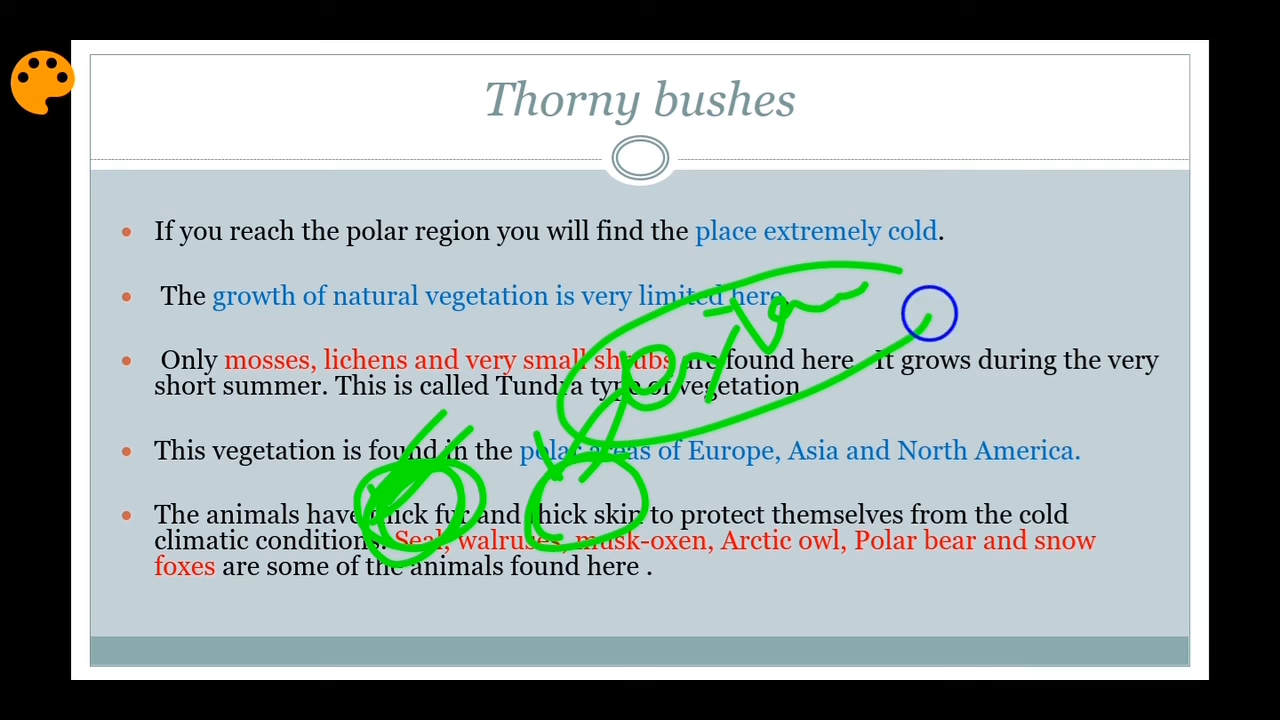 Thorny bushes
If you reach the polar region you will find the place extremely cold.
The growth of natural vegetation is very limited here.
Only mosses, lichens and very small shrubs are found here . It grows during the very
short summer. This is called Tundra type of vegetation
This vegetation is found in the polar areas of Europe, Asia and North America.
The animals have thick fur and thick skin to protect themselves from the cold
climatic conditions. Seal, walruses, musk-oxen, Arctic owl, Polar bear and snow
foxes are some of the animals found here .